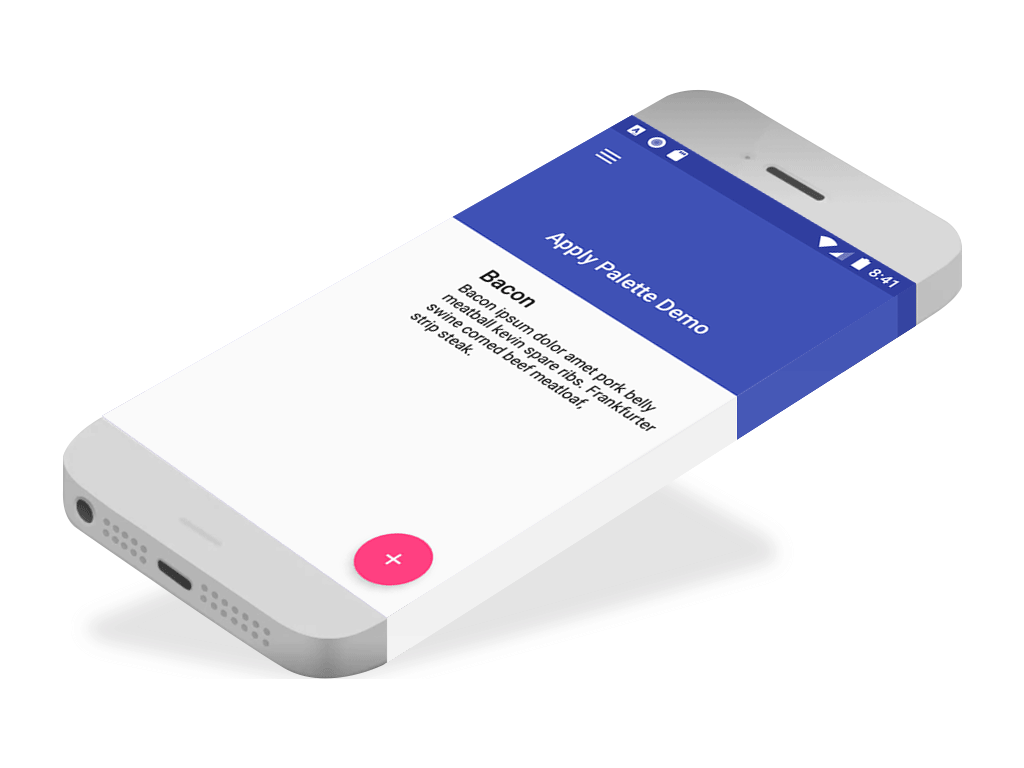 8:41
Apply Palette Demo
Bacon
Bacon ipsum dolor amet pork belly
meatball kevin spare ribs. Frankfurter
swine corned beef meatloaf,
strip steak.